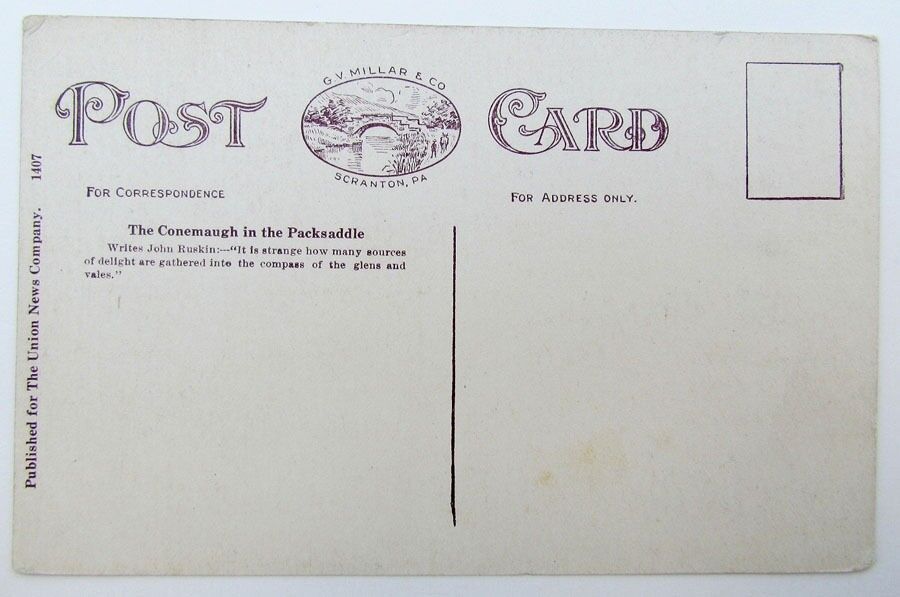 POST
G. V. MILLAR & CO
SCRANTON, PA
CARD
FOR CORRESPONDENCE
FOR ADDRESS ONLY.
The Conemaugh in the Packsaddle
Writes John Ruskin:—"It is strange how many sources
of delight are gathered into the compass of the glens and
vales."
Published for The Union News Company. 1407